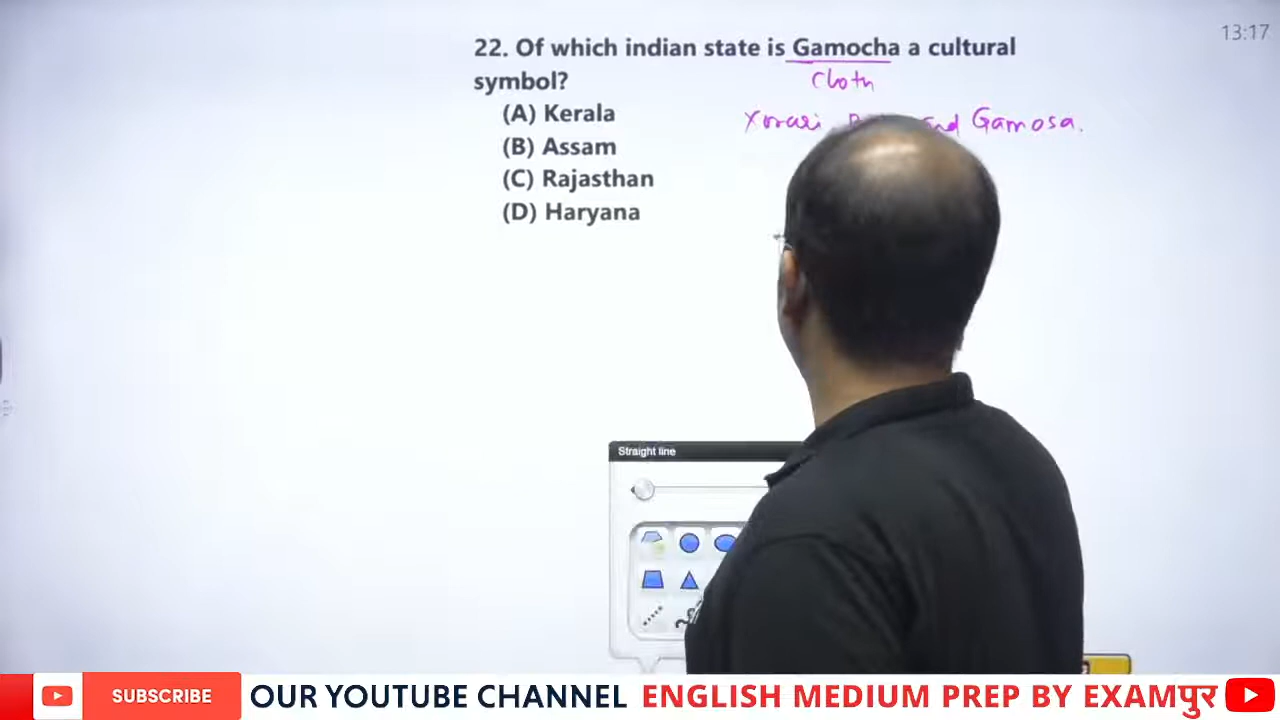 13:17
22. Of which indian state is Gamocha a cultural
symbol?
cloth
(A) Kerala
Gamosa.
(B) Assam
(C) Rajasthan
(D) Haryana
Straight line
SUBSCRIBE OUR YOUTUBE CHANNEL ENGLISH MEDIUM PREP BY EXAMपुर